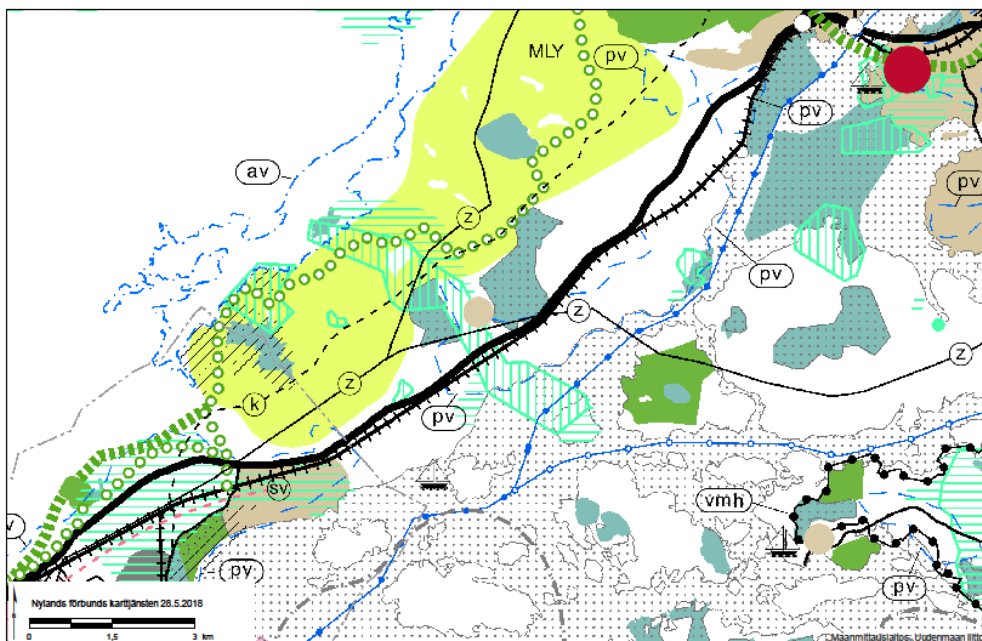 MLY
pv
pv
av
pv
z
pv
z
z
z
k
pv
sv
vmh
v
pv
pv
Nylands förbunds karttjänsten 28.5.2018
0 1,5 3 km
Maanmittauslaitos; Uudenmaan liitto